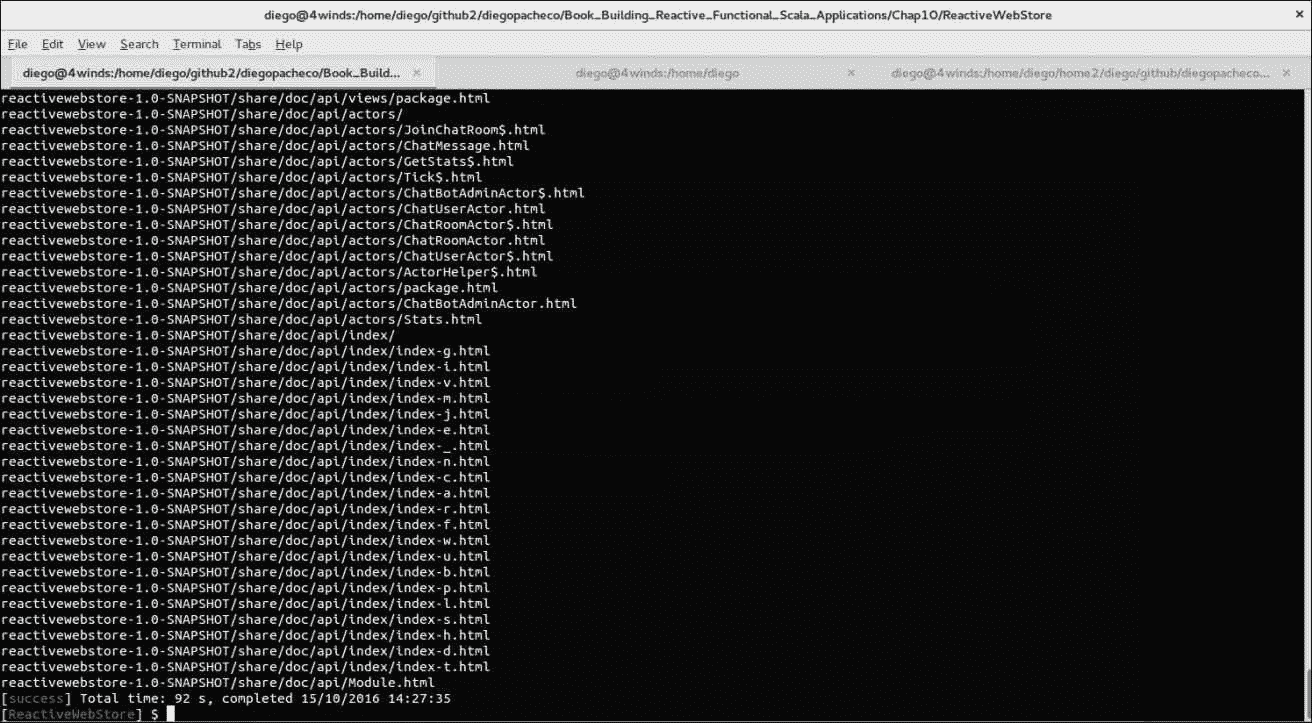 diego@4winds:/home/diego/github2/diegopacheco/Book_Building_Reactive_Functional_Scala_Applications/Chap10/ReactiveWebStore ×
File Edit View Search Terminal Tabs Help
diego@4winds:/home/diego/github2/diegopacheco/Book_Build... × diego@4winds:/home/diego × diego@4winds:/home/diego/home2/diego/github/diegopacheco... ×
reactivewebstore-1.0-SNAPSHOT/share/doc/api/views/package.html
reactivewebstore-1.0-SNAPSHOT/share/doc/api/actors/
reactivewebstore-1.0-SNAPSHOT/share/doc/api/actors/JoinChatRoom$.html
reactivewebstore-1.0-SNAPSHOT/share/doc/api/actors/ChatMessage.html
reactivewebstore-1.0-SNAPSHOT/share/doc/api/actors/GetStats$.html
reactivewebstore-1.0-SNAPSHOT/share/doc/api/actors/Tick$.html
reactivewebstore-1.0-SNAPSHOT/share/doc/api/actors/ChatBotAdminActor$.html
reactivewebstore-1.0-SNAPSHOT/share/doc/api/actors/ChatUserActor.html
reactivewebstore-1.0-SNAPSHOT/share/doc/api/actors/ChatRoomActor$.html
reactivewebstore-1.0-SNAPSHOT/share/doc/api/actors/ChatRoomActor.html
reactivewebstore-1.0-SNAPSHOT/share/doc/api/actors/ChatUserActor$.html
reactivewebstore-1.0-SNAPSHOT/share/doc/api/actors/ActorHelper$.html
reactivewebstore-1.0-SNAPSHOT/share/doc/api/actors/package.html
reactivewebstore-1.0-SNAPSHOT/share/doc/api/actors/ChatBotAdminActor.html
reactivewebstore-1.0-SNAPSHOT/share/doc/api/actors/Stats.html
reactivewebstore-1.0-SNAPSHOT/share/doc/api/index/
reactivewebstore-1.0-SNAPSHOT/share/doc/api/index/index-g.html
reactivewebstore-1.0-SNAPSHOT/share/doc/api/index/index-i.html
reactivewebstore-1.0-SNAPSHOT/share/doc/api/index/index-v.html
reactivewebstore-1.0-SNAPSHOT/share/doc/api/index/index-m.html
reactivewebstore-1.0-SNAPSHOT/share/doc/api/index/index-j.html
reactivewebstore-1.0-SNAPSHOT/share/doc/api/index/index-e.html
reactivewebstore-1.0-SNAPSHOT/share/doc/api/index/index-_.html
reactivewebstore-1.0-SNAPSHOT/share/doc/api/index/index-n.html
reactivewebstore-1.0-SNAPSHOT/share/doc/api/index/index-c.html
reactivewebstore-1.0-SNAPSHOT/share/doc/api/index/index-a.html
reactivewebstore-1.0-SNAPSHOT/share/doc/api/index/index-r.html
reactivewebstore-1.0-SNAPSHOT/share/doc/api/index/index-f.html
reactivewebstore-1.0-SNAPSHOT/share/doc/api/index/index-w.html
reactivewebstore-1.0-SNAPSHOT/share/doc/api/index/index-u.html
reactivewebstore-1.0-SNAPSHOT/share/doc/api/index/index-b.html
reactivewebstore-1.0-SNAPSHOT/share/doc/api/index/index-p.html
reactivewebstore-1.0-SNAPSHOT/share/doc/api/index/index-l.html
reactivewebstore-1.0-SNAPSHOT/share/doc/api/index/index-s.html
reactivewebstore-1.0-SNAPSHOT/share/doc/api/index/index-h.html
reactivewebstore-1.0-SNAPSHOT/share/doc/api/index/index-d.html
reactivewebstore-1.0-SNAPSHOT/share/doc/api/index/index-t.html
reactivewebstore-1.0-SNAPSHOT/share/doc/api/Module.html
[success] Total time: 92 s, completed 15/10/2016 14:27:35
[ReactiveWebStore] $